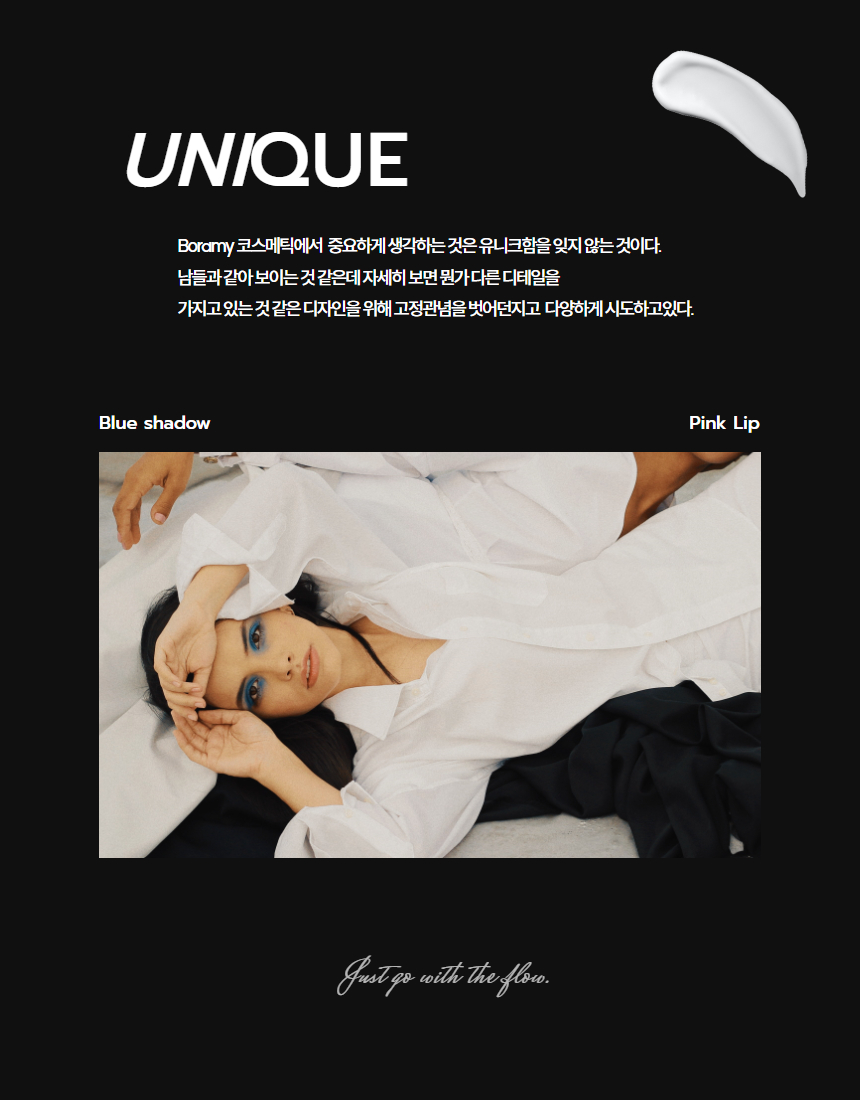 UNIQUE
Boramy 코스메틱에서 중요하게 생각하는 것은 유니크함을 잊지 않는 것이다.
남들과 같아 보이는 것 같은데 자세히 보면 뭔가 다른 디테일을
가지고 있는 것 같은 디자인을 위해 고정관념을 벗어던지고 다양하게 시도하고있다.
Blue shadow
Pink Lip
Just go with the flow.